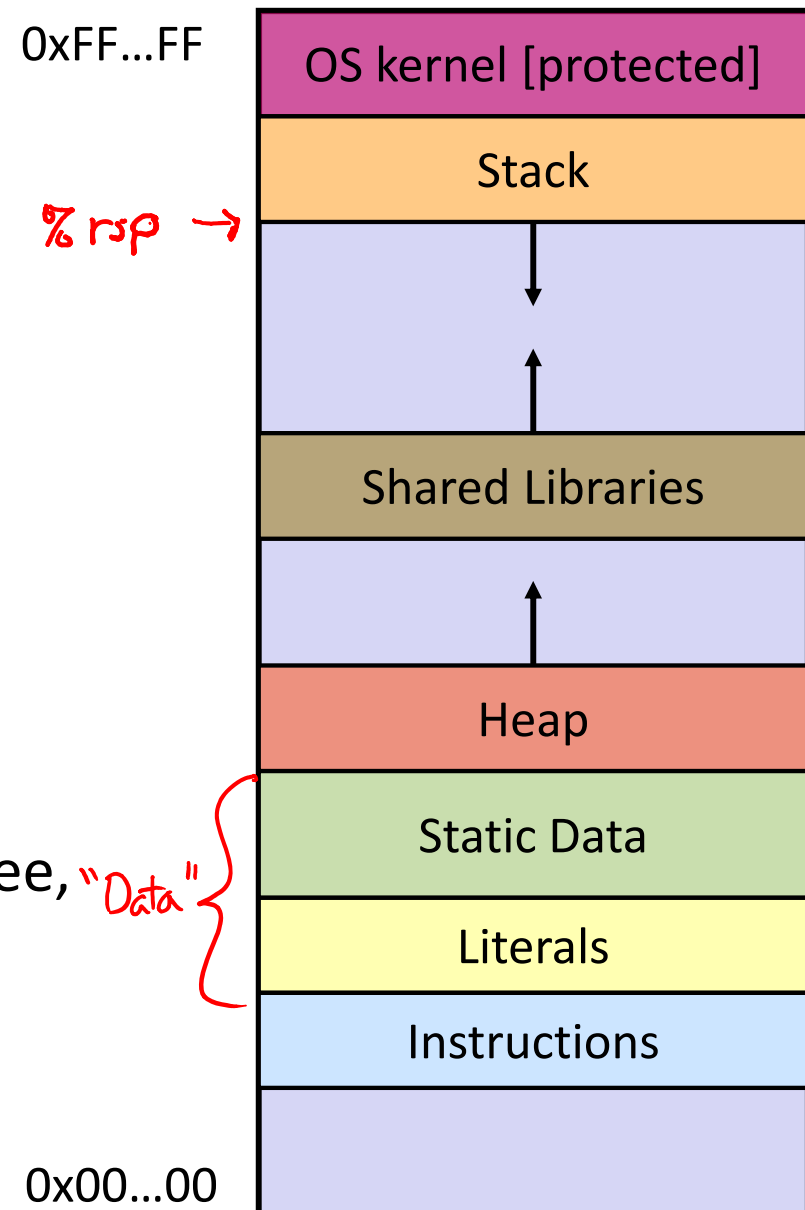 0xFF…FF
OS kernel [protected]
Stack
% rsp →
Shared Libraries
Heap
Static Data
ee, "Data"
Literals
Instructions
0x00…00